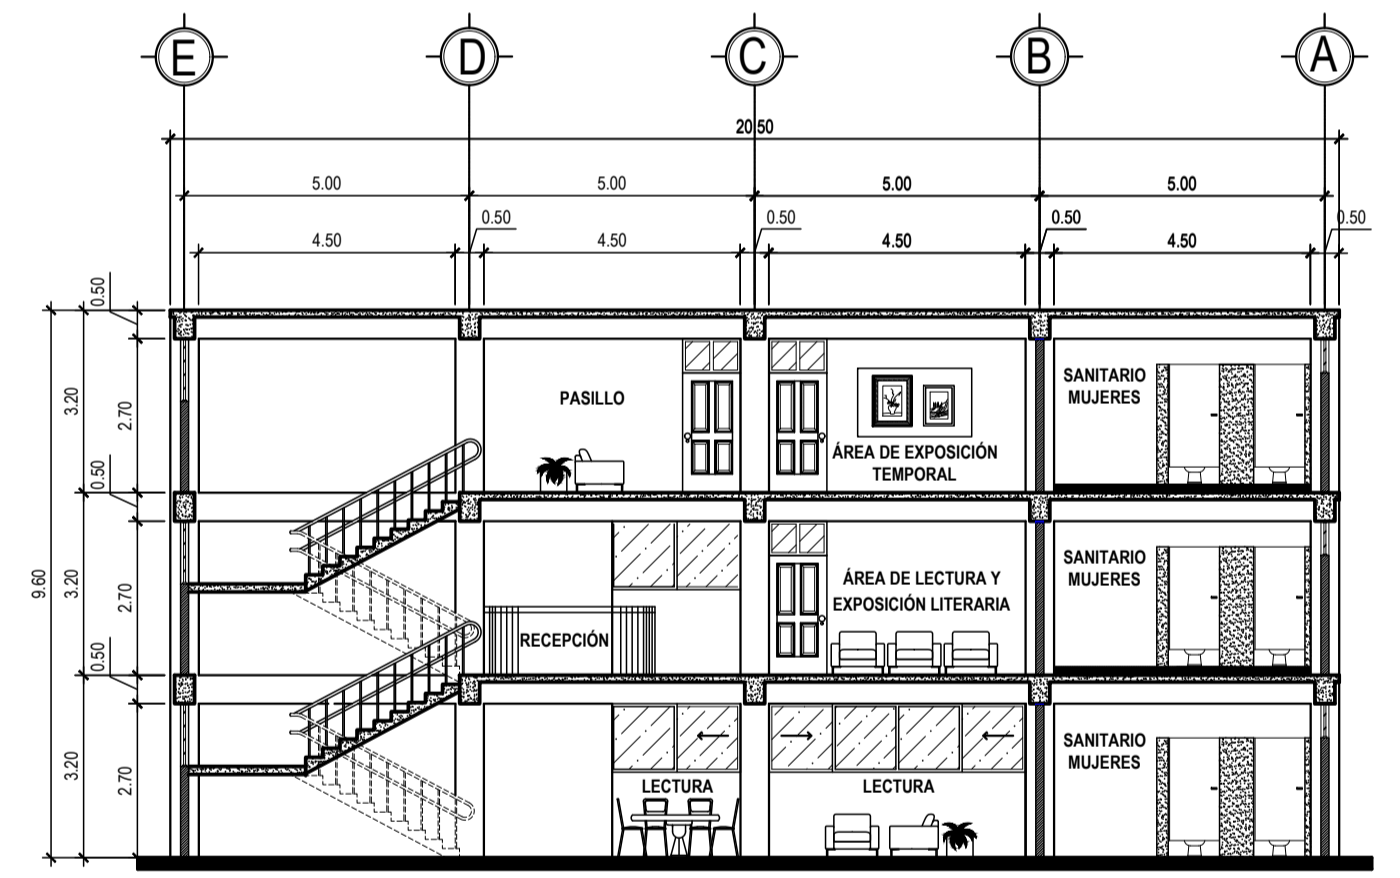 E D C B A
20.50
5.00 5.00 5.00 5.00
0.50 0.50 0.50 0.50
4.50 4.50 4.50 4.50
0.50
3.20
2.70
PASILLO
ÁREA DE EXPOSICIÓN
TEMPORAL
SANITARIO
MUJERES
0.50
9.60
3.20
2.70
RECEPCIÓN
ÁREA DE LECTURA Y
EXPOSICIÓN LITERARIA
SANITARIO
MUJERES
0.50
3.20
2.70
LECTURA
LECTURA
SANITARIO
MUJERES